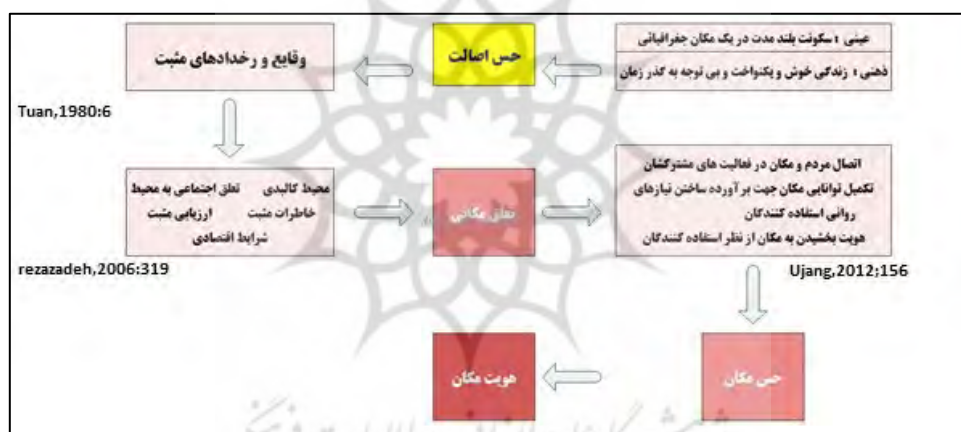 عینی : سکونت بلند مدت در یک مکان جغرافیائی
ذهنی : زندگی خوش و یکنواخت و بی توجه به گذر زمان
حس اصالت
وقایع و رخدادهای مثبت
Tuan,1980:6
محیط کالبدی تعلق اجتماعی به محیط
خاطرات مثبت ارزیابی مثبت
شرایط اقتصادی
rezazadeh,2006:319
تعلق مکانی
اتصال مردم و مکان در فعالیت های مشترکشان
تکمیل توانایی مکان جهت برآورده ساختن نیازهای
روانی استفاده کنندگان
هویت بخشیدن به مکان از نظر استفاده کنندگان
Ujang,2012;156
حس مکان
هویت مکان